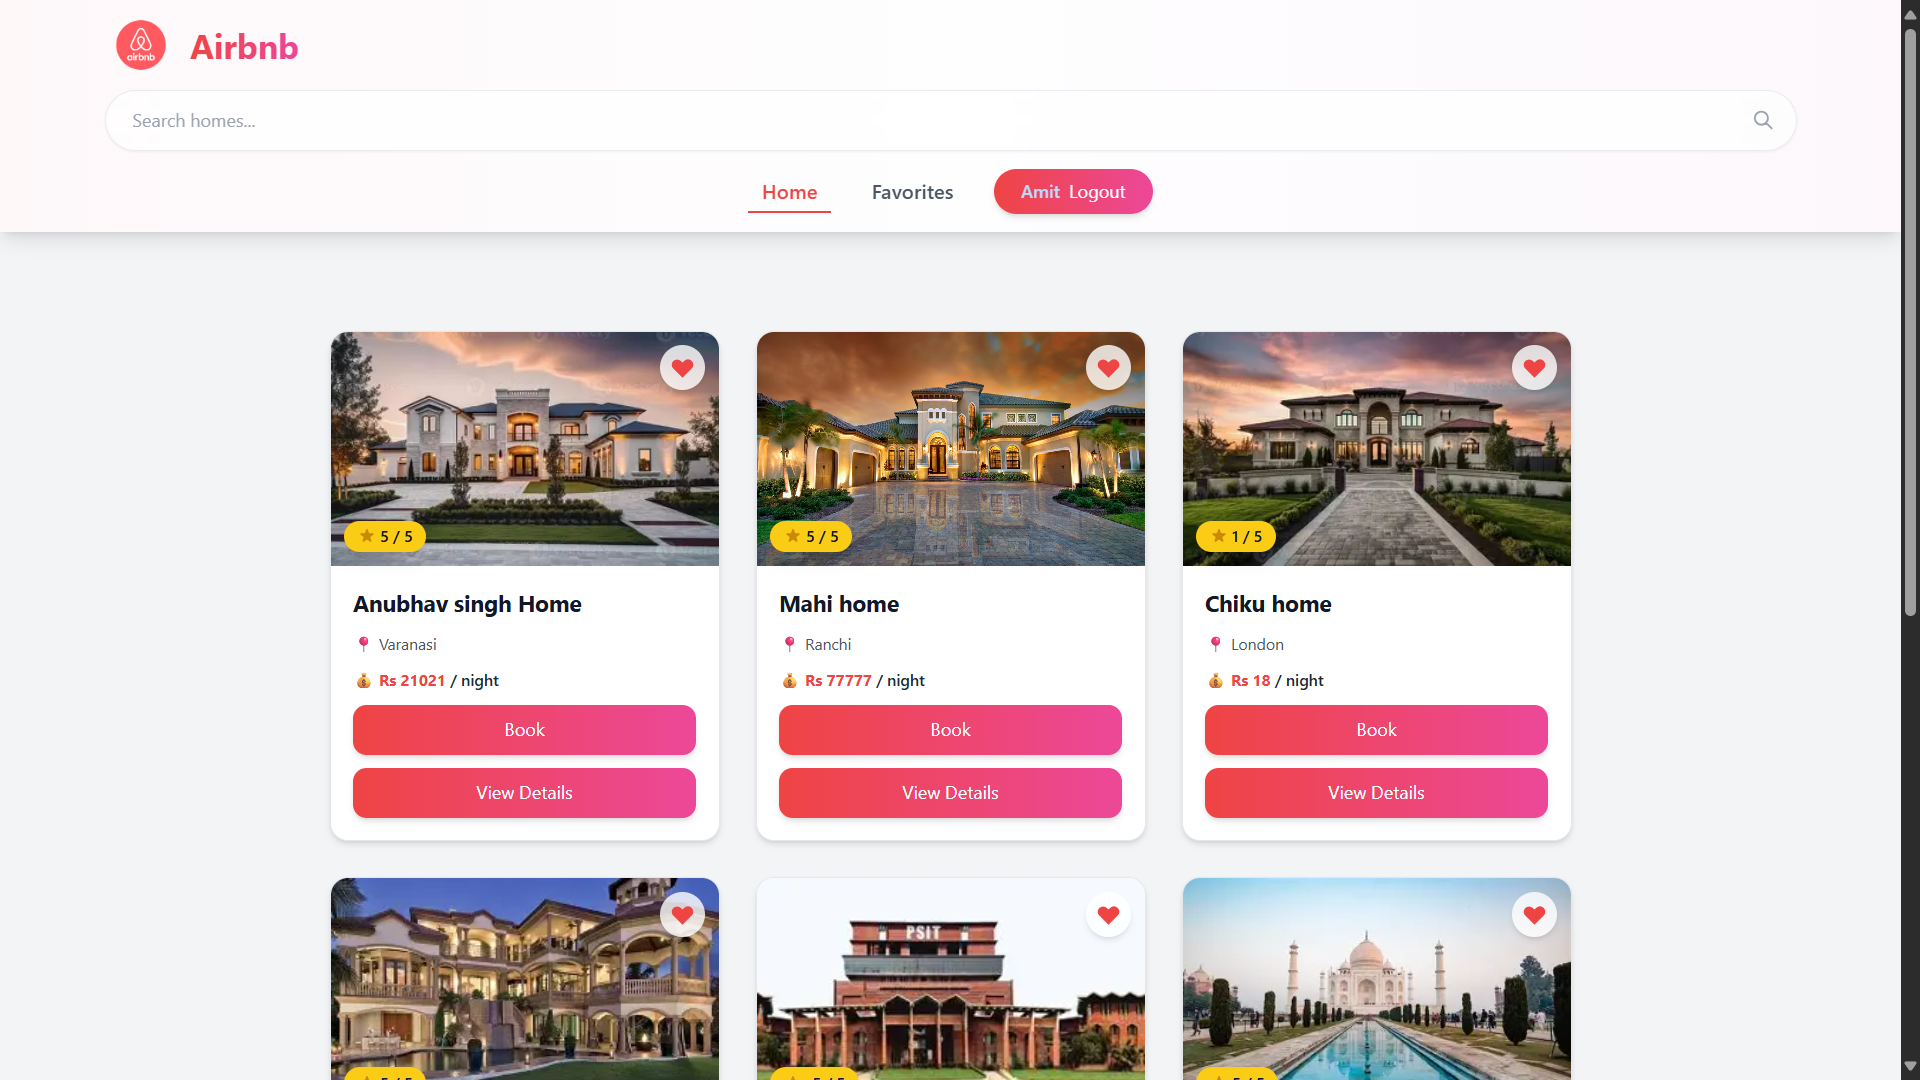 airbnb
Airbnb
Search homes...
Home
Favorites
Amit Logout
5 / 5
5 / 5
1 / 5
Anubhav singh Home
Mahi home
Chiku home
Varanasi
Ranchi
London
Rs 21021 / night
Rs 77777 / night
Rs 18 / night
Book
Book
Book
View Details
View Details
View Details
PSIT